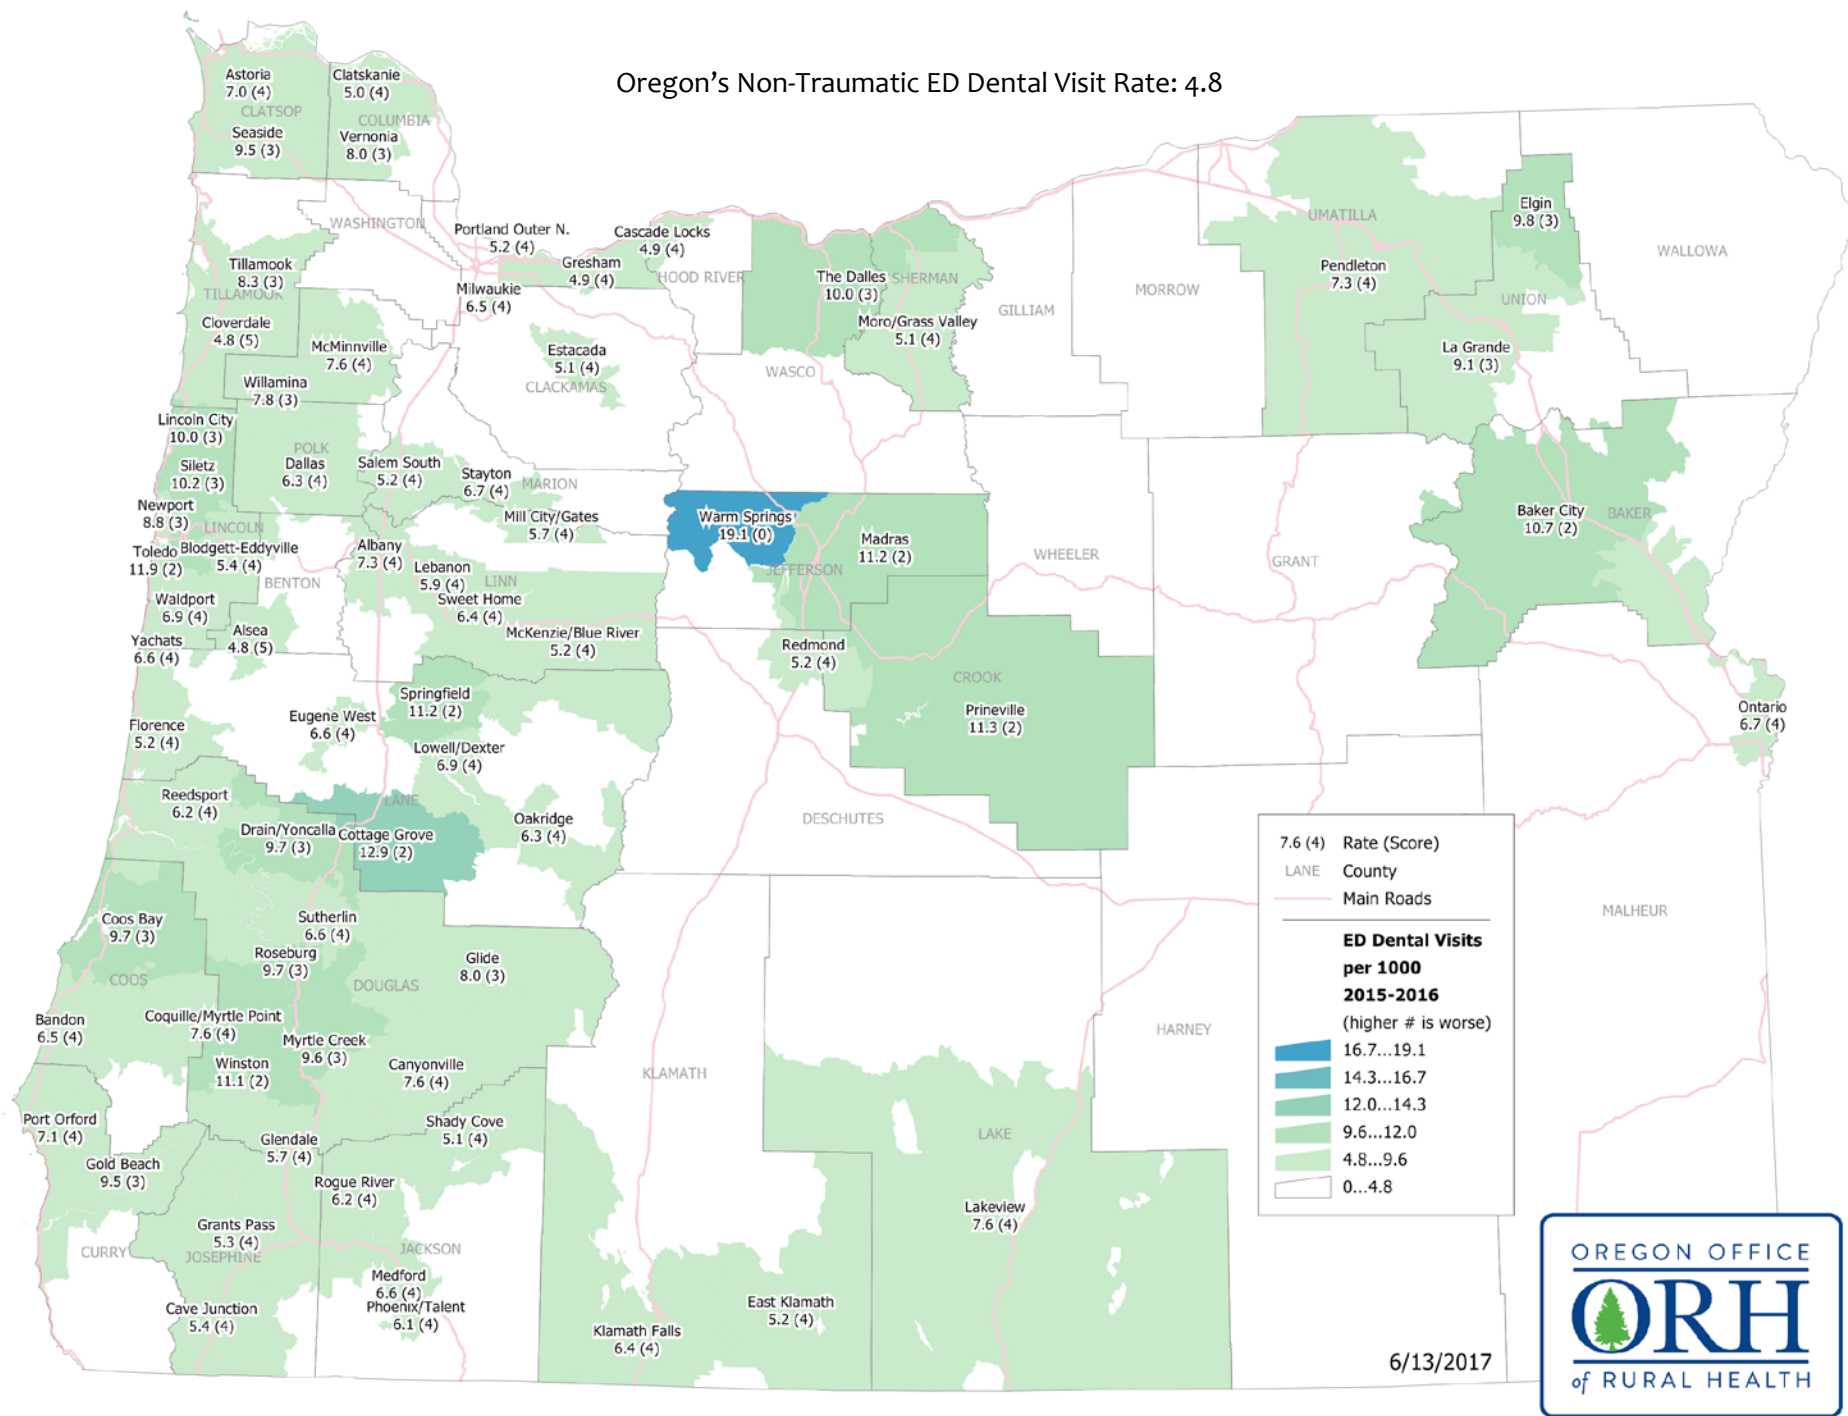 Oregon's Non-Traumatic ED Dental Visit Rate: 4.8
Astoria
7.0 (4)
CLATSOP
Seaside
9.5 (3)
Clatskanie
5.0 (4)
COLUMBIA
Vernonia
8.0 (3)
WASHINGTON
Portland Outer N.
5.2 (4)
Cascade Locks
4.9 (4)
Gresham
4.9 (4)
HOOD RIVER
Milwaukie
6.5 (4)
Tillamook
8.3 (3)
TILLAMOOK
Cloverdale
4.8 (5)
McMinnville
7.6 (4)
Willamina
7.8 (3)
Estacada
5.1 (4)
CLACKAMAS
The Dalles
10.0 (3)
SHERMAN
Moro/Grass Valley
5.1 (4)
WASCO
GILLIAM
MORROW
UMATILLA
Pendleton
7.3 (4)
Elgin
9.8 (3)
WALLOWA
UNION
La Grande
9.1 (3)
Lincoln City
10.0 (3)
Siletz
10.2 (3)
POLK
Dallas
6.3 (4)
Salem South
5.2 (4)
Stayton
6.7 (4)
MARION
Mill City/Gates
5.7 (4)
Newport
8.8 (3)
LINCOLN
Toledo
11.9 (2)
Blodgett-Eddyville
5.4 (4)
BENTON
Albany
7.3 (4)
Lebanon
5.9 (4)
LINN
Sweet Home
6.4 (4)
McKenzie/Blue River
5.2 (4)
Waldport
6.9 (4)
Alsea
4.8 (5)
Yachats
6.6 (4)
Warm Springs
19.1 (0)
Madras
11.2 (2)
JEFFERSON
WHEELER
GRANT
Baker City
10.7 (2)
BAKER
Redmond
5.2 (4)
CROOK
Prineville
11.3 (2)
Ontario
6.7 (4)
Springfield
11.2 (2)
Eugene West
6.6 (4)
Florence
5.2 (4)
Lowell/Dexter
6.9 (4)
LANE
Reedsport
6.2 (4)
Drain/Yoncalla
9.7 (3)
Cottage Grove
12.9 (2)
Oakridge
6.3 (4)
DESCHUTES
Coos Bay
9.7 (3)
COOS
Sutherlin
6.6 (4)
Roseburg
9.7 (3)
DOUGLAS
Glide
8.0 (3)
Bandon
6.5 (4)
Coquille/Myrtle Point
7.6 (4)
Myrtle Creek
9.6 (3)
Winston
11.1 (2)
Canyonville
7.6 (4)
KLAMATH
HARNEY
MALHEUR
Port Orford
7.1 (4)
Shady Cove
5.1 (4)
Glendale
5.7 (4)
Gold Beach
9.5 (3)
Rogue River
6.2 (4)
LAKE
Lakeview
7.6 (4)
CURRY
Grants Pass
5.3 (4)
JOSEPHINE
JACKSON
Medford
6.6 (4)
Phoenix/Talent
6.1 (4)
Cave Junction
5.4 (4)
Klamath Falls
6.4 (4)
East Klamath
5.2 (4)
7.6 (4) Rate (Score)
LANE County
Main Roads
ED Dental Visits
per 1000
2015-2016
(higher # is worse)
16.7...19.1
14.3...16.7
12.0...14.3
9.6...12.0
4.8...9.6
0...4.8
6/13/2017
OREGON OFFICE
ORH
of RURAL HEALTH